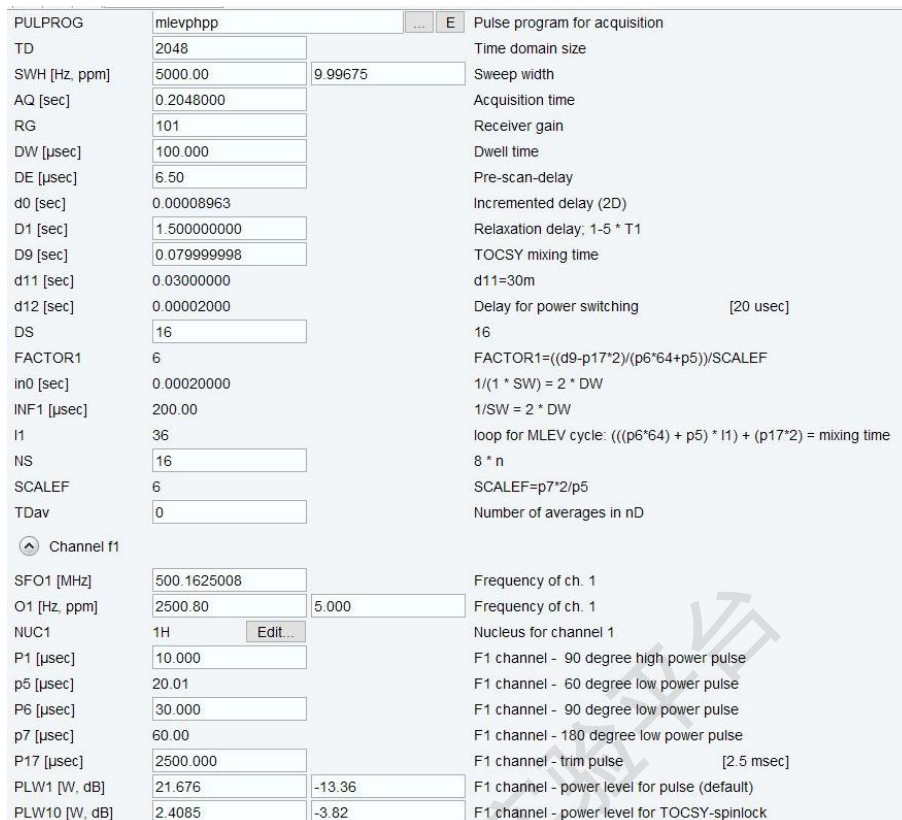 PULPROG mlevphpp ... E Pulse program for acquisition
TD 2048 Time domain size
SWH [Hz, ppm] 5000.00 9.99675 Sweep width
AQ [sec] 0.2048000 Acquisition time
RG 101 Receiver gain
DW [µsec] 100.000 Dwell time
DE [µsec] 6.50 Pre-scan-delay
d0 [sec] 0.00008963 Incremented delay (2D)
D1 [sec] 1.500000000 Relaxation delay; 1-5 * T1
D9 [sec] 0.079999998 TOCSY mixing time
d11 [sec] 0.03000000 d11=30m
d12 [sec] 0.00002000 Delay for power switching [20 usec]
DS 16 16
FACTOR1 6 FACTOR1=((d9-p17*2)/(p6*64+p5))/SCALEF
in0 [sec] 0.00020000 1/(1 * SW) = 2 * DW
INF1 [µsec] 200.00 1/SW = 2 * DW
l1 36 loop for MLEV cycle: (((p6*64) + p5) * l1) + (p17*2) = mixing time
NS 16 8 * n
SCALEF 6 SCALEF=p7*2/p5
TDav 0 Number of averages in nD
Channel f1
SFO1 [MHz] 500.1625008 Frequency of ch. 1
O1 [Hz, ppm] 2500.80 5.000 Frequency of ch. 1
NUC1 1H Edit... Nucleus for channel 1
P1 [µsec] 10.000 F1 channel - 90 degree high power pulse
p5 [µsec] 20.01 F1 channel - 60 degree low power pulse
P6 [µsec] 30.000 F1 channel - 90 degree low power pulse
p7 [µsec] 60.00 F1 channel - 180 degree low power pulse
P17 [µsec] 2500.000 F1 channel - trim pulse [2.5 msec]
PLW1 [W, dB] 21.676 -13.36 F1 channel - power level for pulse (default)
PLW10 [W, dB] 2.4085 -3.82 F1 channel - power level for TOCSY-spinlock
验平台